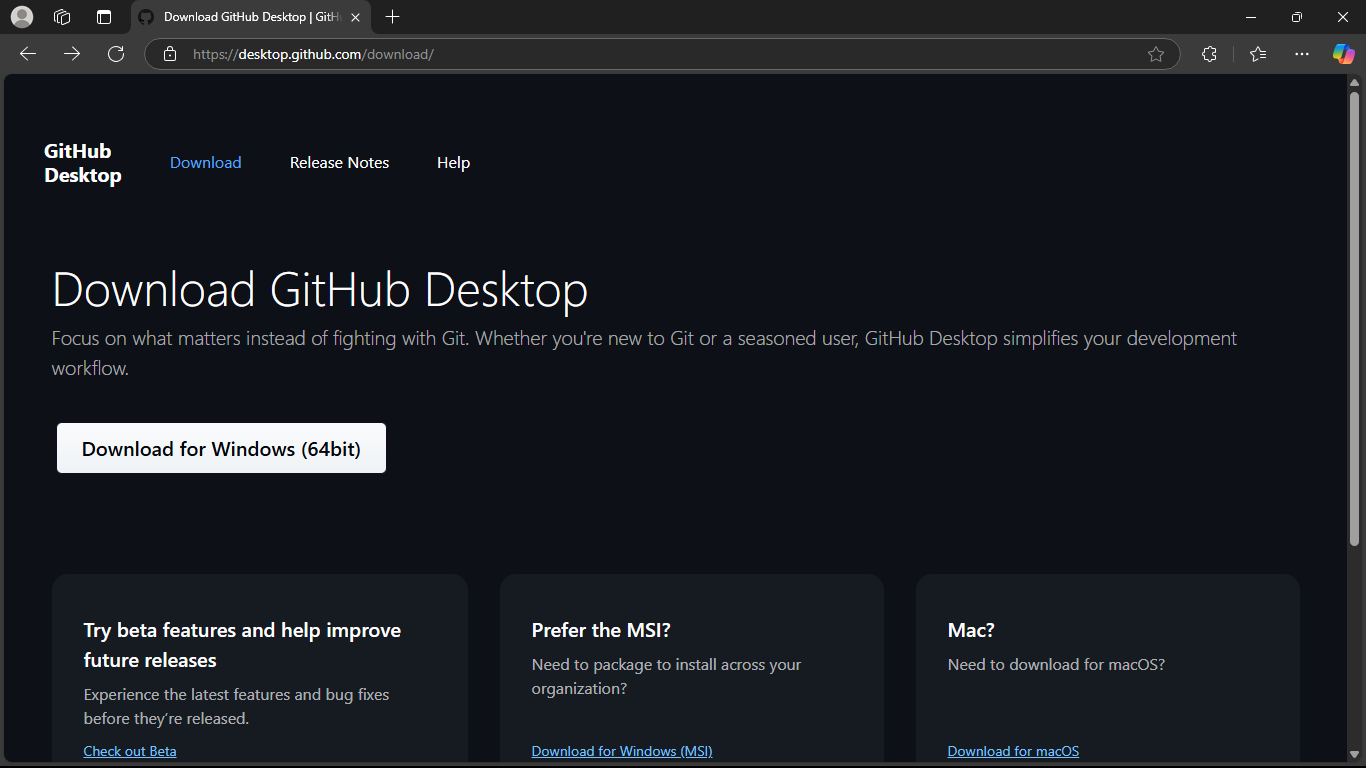 Download GitHub Desktop | GitH
https://desktop.github.com/download/
GitHub
Desktop
Download
Release Notes
Help
Download GitHub Desktop
Focus on what matters instead of fighting with Git. Whether you're new to Git or a seasoned user, GitHub Desktop simplifies your development
workflow.
Download for Windows (64bit)
Try beta features and help improve
future releases
Experience the latest features and bug fixes
before they’re released.
Check out Beta
Prefer the MSI?
Need to package to install across your
organization?
Download for Windows (MSI)
Mac?
Need to download for macOS?
Download for macOS